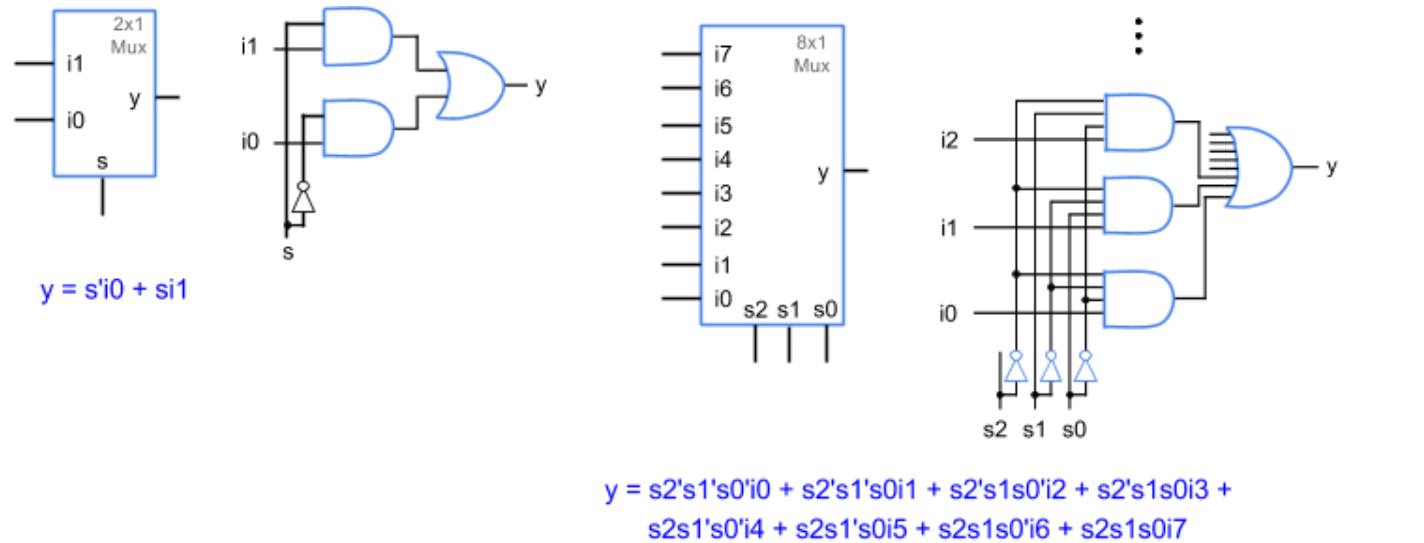 2x1
Mux
i1
y
i0
s
i1
i0
y
s
y = s'i0 + si1
8x1
Mux
i7
i6
i5
i4
y
i3
i2
i1
i0
s2 s1 s0
i2
y
i1
i0
s2 s1 s0
y = s2's1's0'i0 + s2's1's0i1 + s2's1s0'i2 + s2's1s0i3 +
s2s1's0'i4 + s2s1's0i5 + s2s1s0'i6 + s2s1s0i7